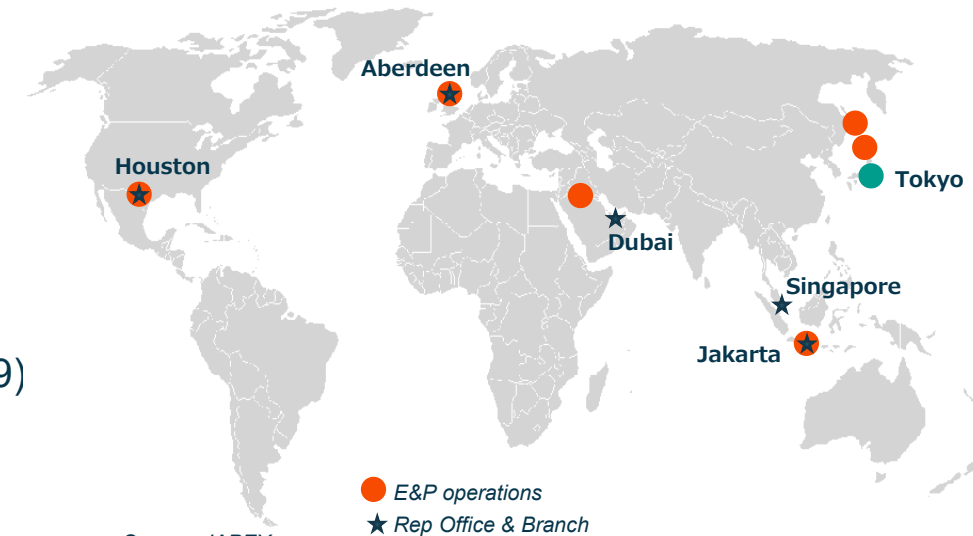 Aberdeen
Houston
Tokyo
Dubai
Singapore
Jakarta
9)
E&P operations
Rep Office & Branch